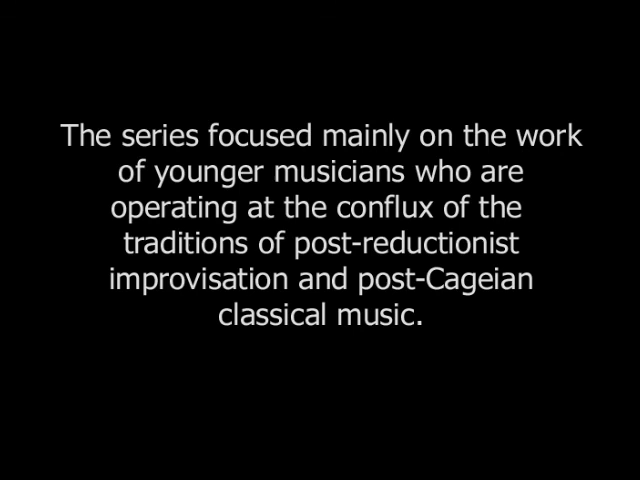 The series focused mainly on the work
of younger musicians who are
operating at the conflux of the
traditions of post-reductionist
improvisation and post-Cageian
classical music.